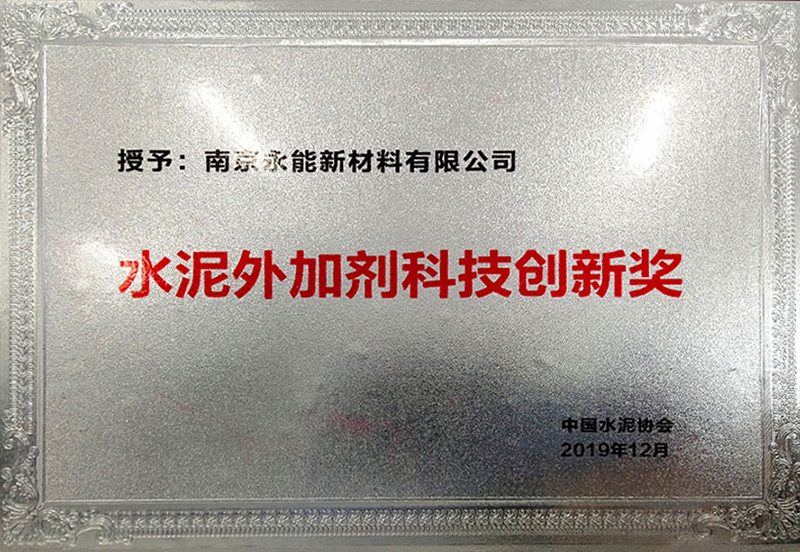 授予：南京永能新材料有限公司
水泥外加剂科技创新奖
中国水泥协会
2019年12月